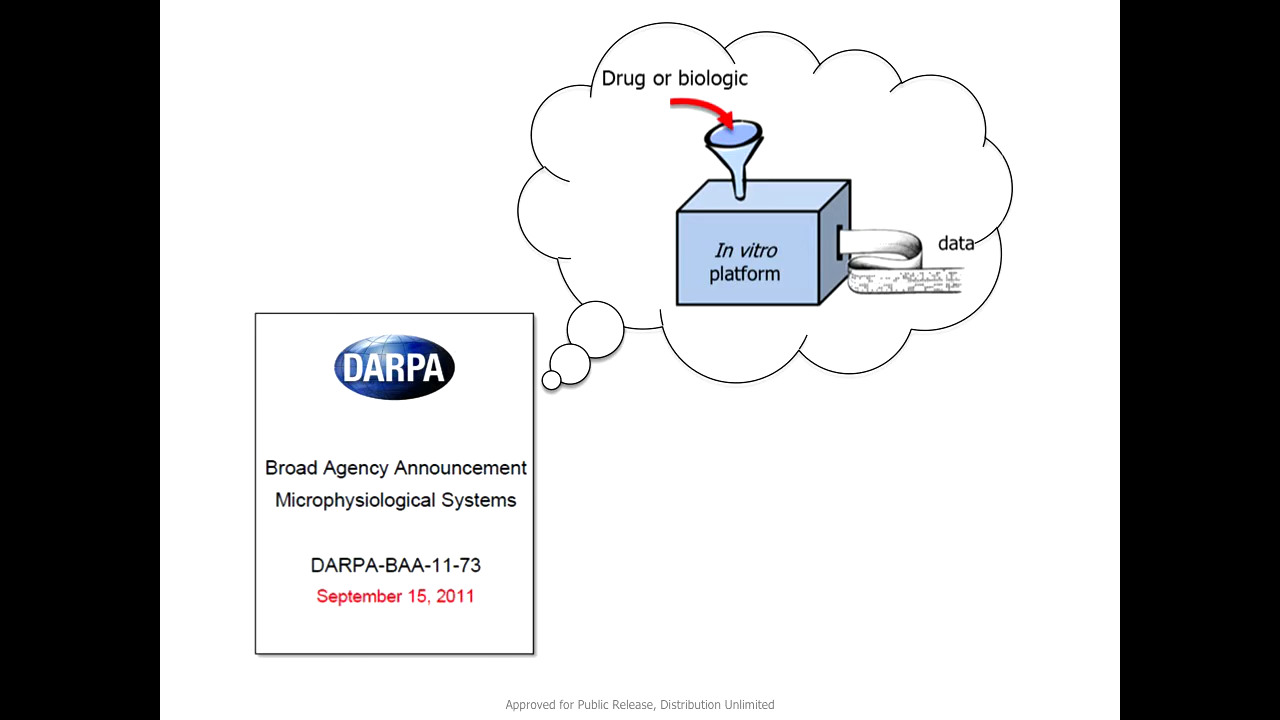 Drug or biologic
In vitro
platform
data
DARPA
Broad Agency Announcement
Microphysiological Systems
DARPA-BAA-11-73
September 15, 2011
Approved for Public Release, Distribution Unlimited